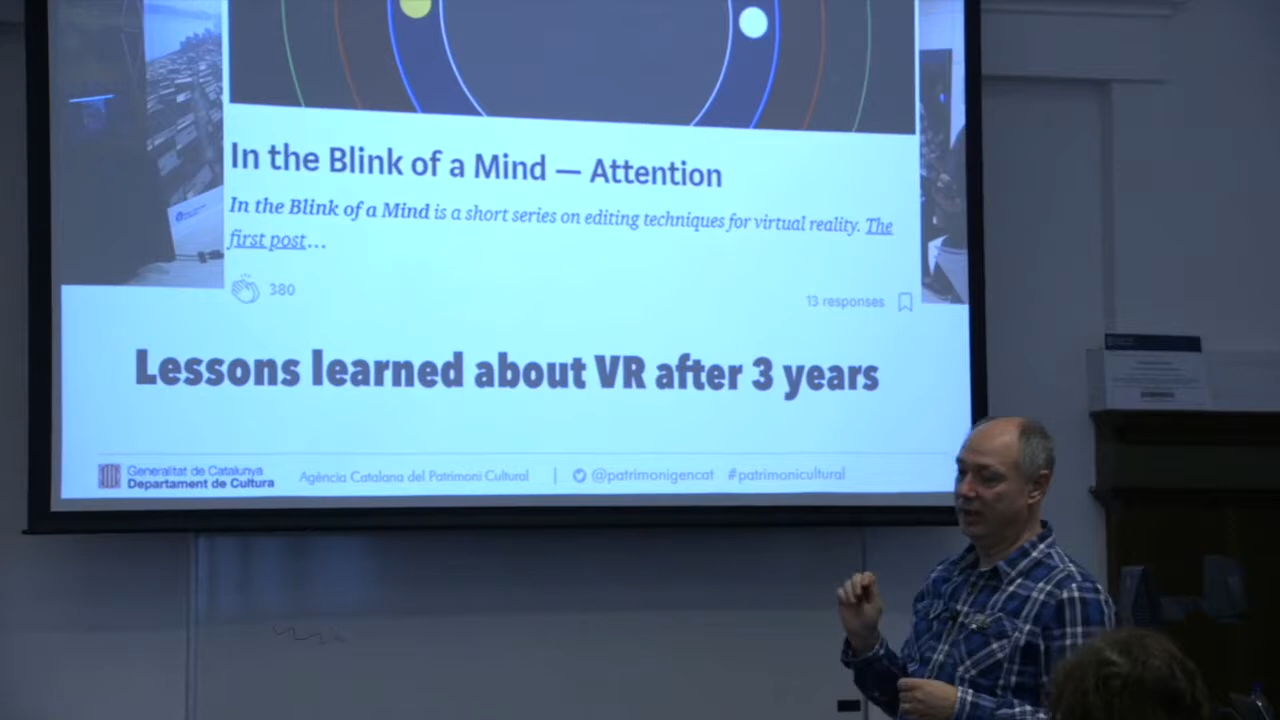 In the Blink of a Mind — Attention
In the Blink of a Mind is a short series on editing techniques for virtual reality. The
first post...
380
13 responses
Lessons learned about VR after 3 years
Generalitat de Catalunya
Departament de Cultura
Agència Catalana del Patrimoni Cultural | @patrimonigencat #patrimonicultural